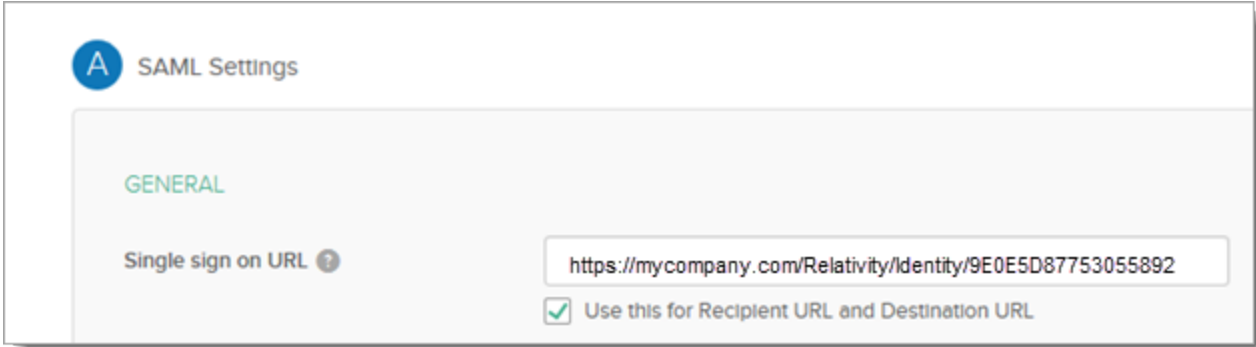 A SAML Settings
GENERAL
Single sign on URL ?
https://mycompany.com/Relativity/Identity/9E0E5D87753055892
Use this for Recipient URL and Destination URL